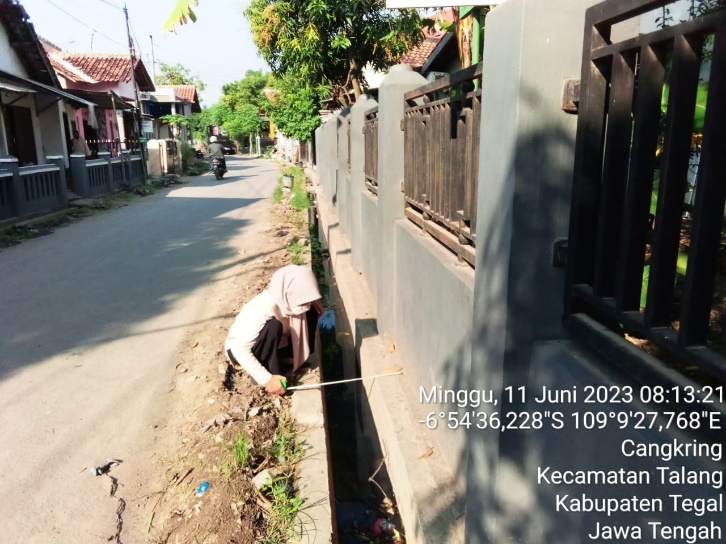 Minggu, 11 Juni 2023 08:13:21
-6°54'36,228"S 109°9'27,768"E
Cangkring
Kecamatan Talang
Kabupaten Tegal
Jawa Tengah